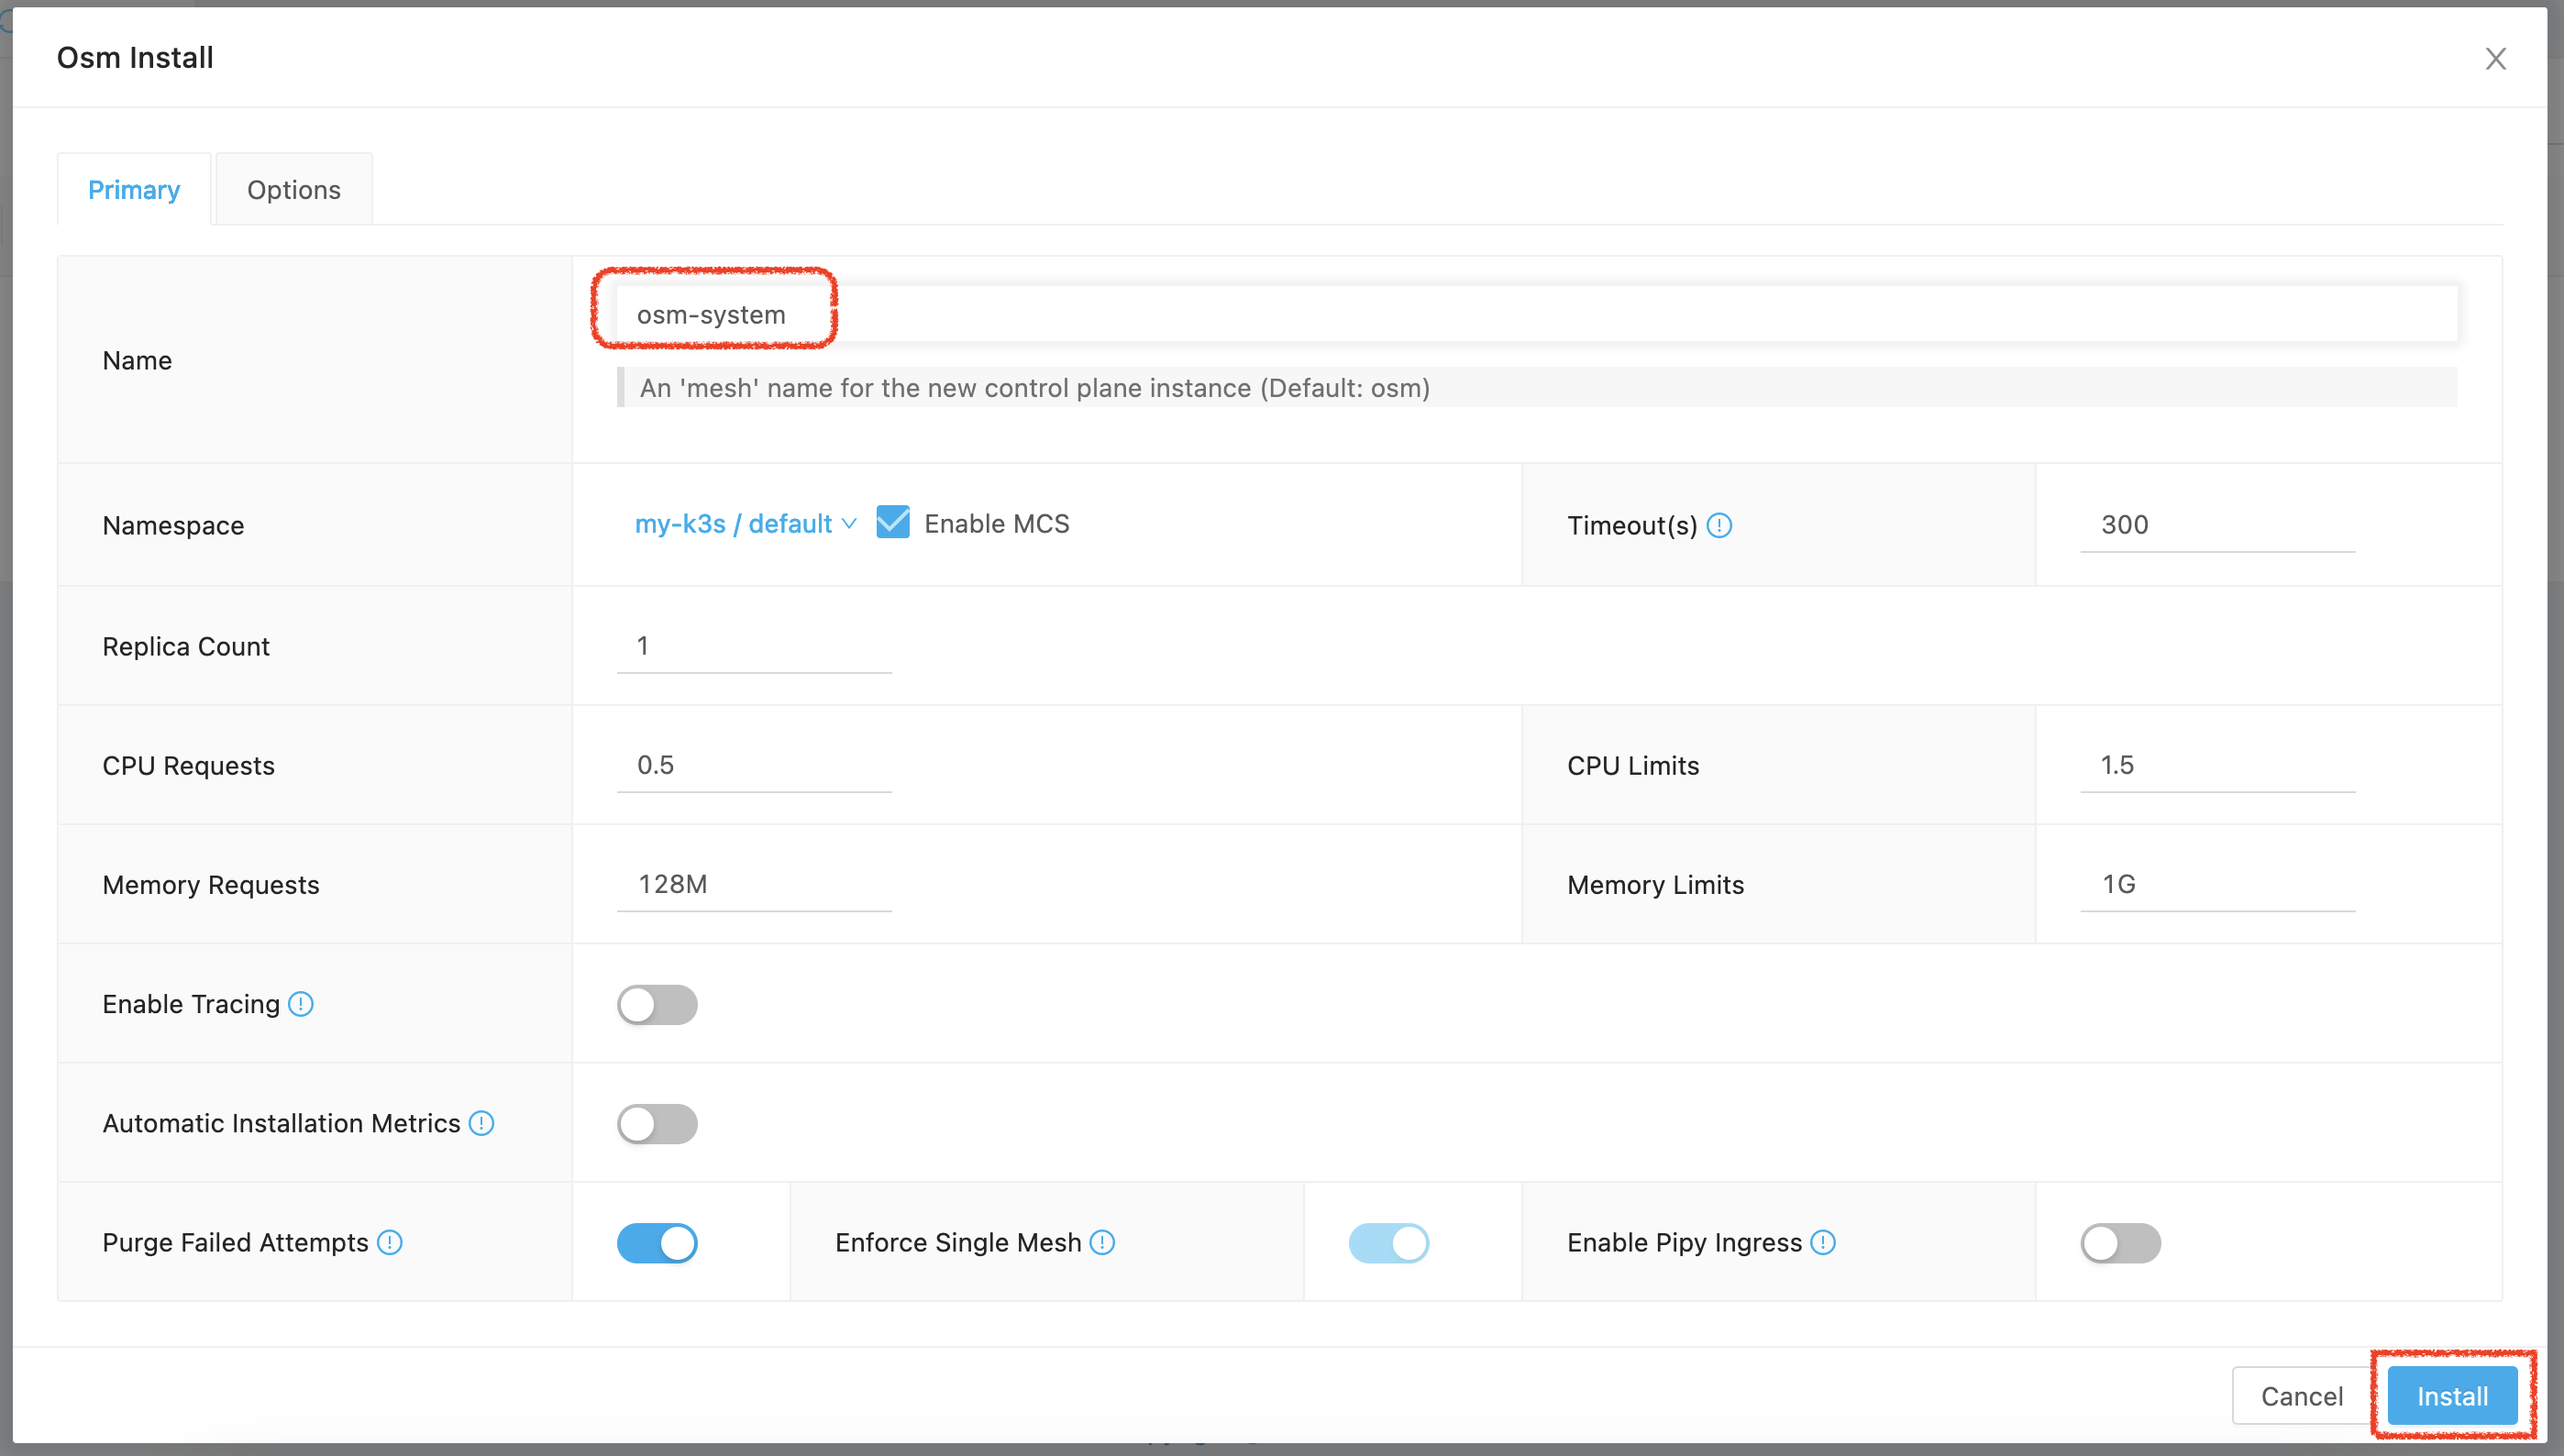 Osm Install
Primary
Options
Name
osm-system
An 'mesh' name for the new control plane instance (Default: osm)
Namespace
my-k3s / default
Enable MCS
Timeout(s)
300
Replica Count
1
CPU Requests
0.5
CPU Limits
1.5
Memory Requests
128M
Memory Limits
1G
Enable Tracing
Automatic Installation Metrics
Purge Failed Attempts
Enforce Single Mesh
Enable Pipy Ingress
Cancel
Install